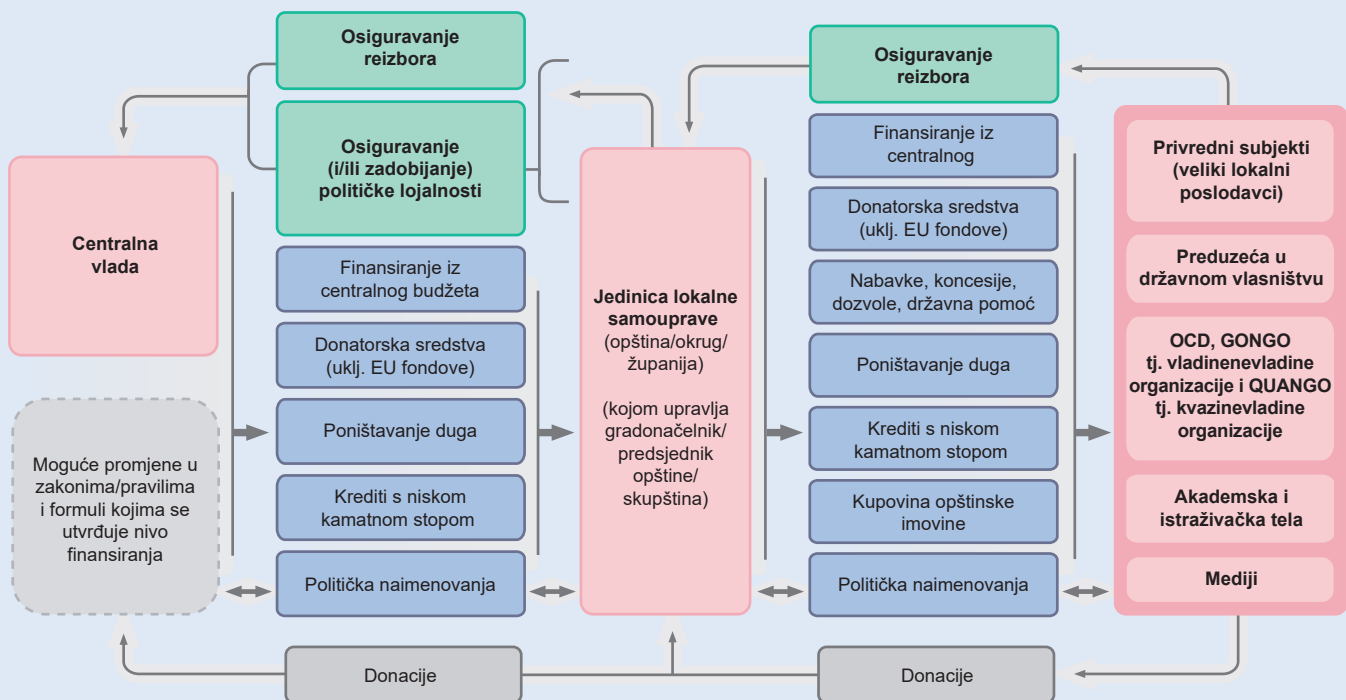 Osiguravanje
reizbora
Osiguravanje
(i/ili zadobijanje)
političke lojalnosti
Centralna
vlada
Finansiranje iz
centralnog budžeta
Donatorska sredstva
(uklj. EU fondove)
Poništavanje duga
Krediti s niskom
kamatnom stopom
Politička naimenovanja
Moguće promjene u
zakonima/pravilima
i formuli kojima se
utvrđuje nivo
finansiranja
Donacije
Jedinica lokalne
samouprave
(opština/okrug/
županija)
(kojom upravlja
gradonačelnik/
predsjednik
opštine/
skupština)
Osiguravanje
reizbora
Finansiranje iz
centralnog
Donatorska sredstva
(uklj. EU fondove)
Nabavke, koncesije,
dozvole, državna pomoć
Poništavanje duga
Krediti s niskom
kamatnom stopom
Kupovina opštinske
imovine
Politička naimenovanja
Donacije
Privredni subjekti
(veliki lokalni
poslodavci)
Preduzeća u
državnom vlasništvu
OCD, GONGO
tj. vladinenevladine
organizacije i QUANGO
tj. kvazinevladine
organizacije
Akademska i
istraživačka tela
Mediji